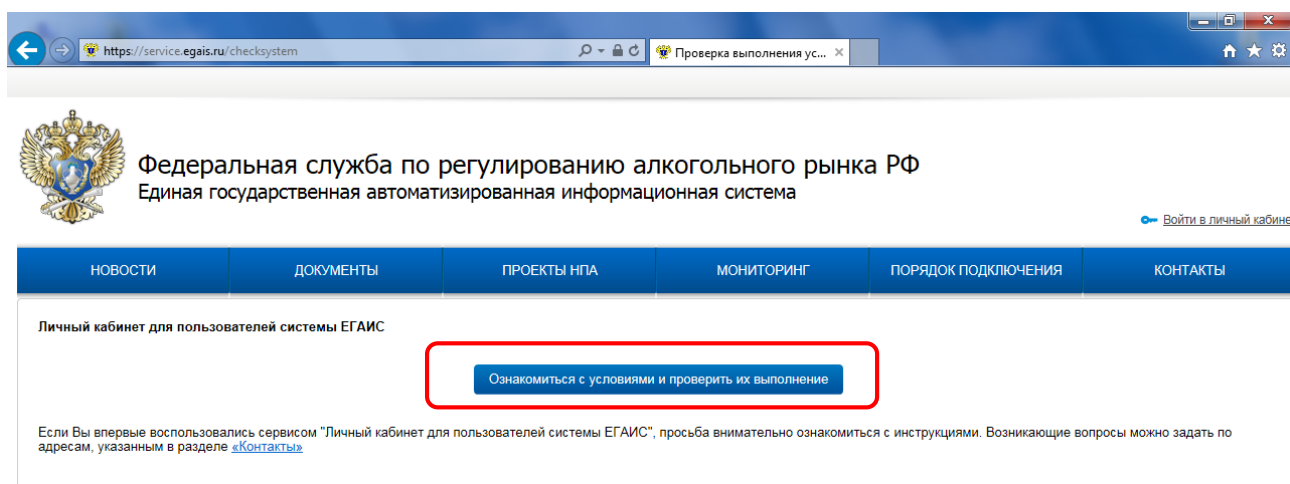 https://service.egais.ru/checksystem
Проверка выполнения ус...
Федеральная служба по регулированию алкогольного рынка РФ
Единая государственная автоматизированная информационная система
Войти в личный кабине
НОВОСТИ ДОКУМЕНТЫ ПРОЕКТЫ НПА МОНИТОРИНГ ПОРЯДОК ПОДКЛЮЧЕНИЯ КОНТАКТЫ
Личный кабинет для пользователей системы ЕГАИС
Ознакомиться с условиями и проверить их выполнение
Если Вы впервые воспользовались сервисом "Личный кабинет для пользователей системы ЕГАИС", просьба внимательно ознакомиться с инструкциями. Возникающие вопросы можно задать по
адресам, указанным в разделе «Контакты»